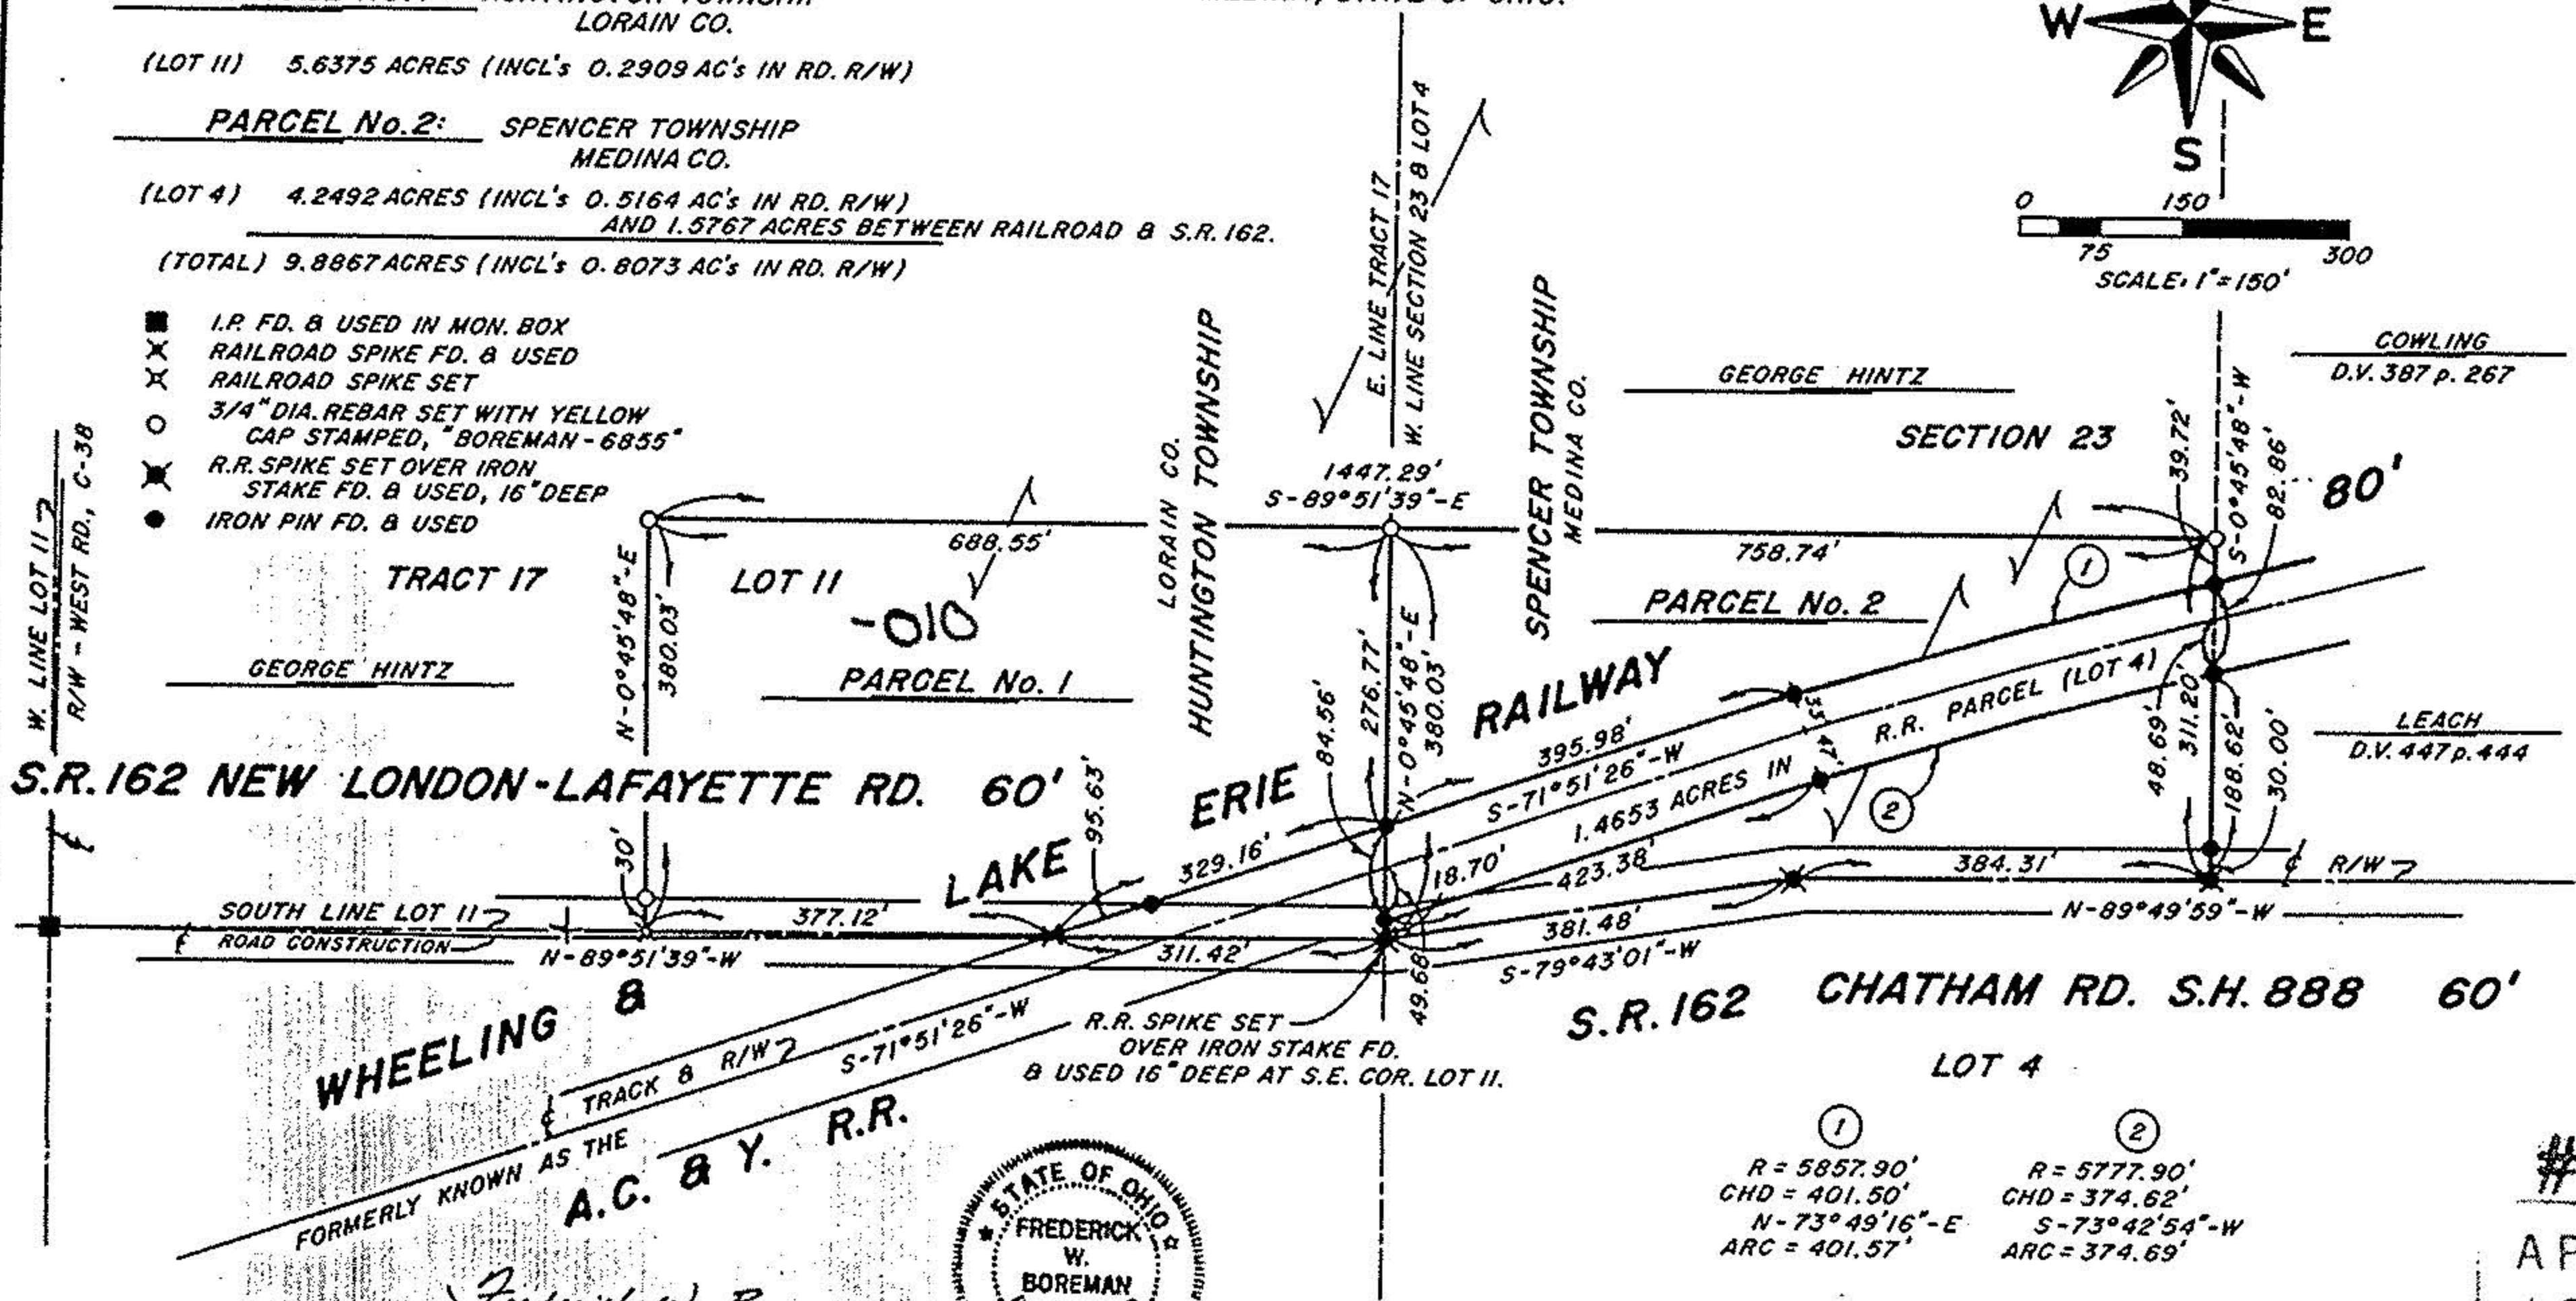 LORAIN CO.
(LOT 11) 5.6375 ACRES (INCL's 0.2909 AC's IN RD. R/W)
PARCEL No.2: SPENCER TOWNSHIP
MEDINA CO.
(LOT 4) 4.2492 ACRES (INCL's 0.5164 AC's IN RD. R/W)
AND 1.5767 ACRES BETWEEN RAILROAD & S.R. 162.
(TOTAL) 9.8867 ACRES (INCL's 0.8073 AC's IN RD. R/W)
I.P. FD. & USED IN MON. BOX
RAILROAD SPIKE FD. & USED
RAILROAD SPIKE SET
3/4" DIA. REBAR SET WITH YELLOW
CAP STAMPED, "BOREMAN-6855"
R.R. SPIKE SET OVER IRON
STAKE FD. & USED, 16" DEEP
IRON PIN FD. & USED
W E
S
0 150
75 300
SCALE: 1"=150'
E. LINE TRACT 17
W. LINE SECTION 23 & LOT 4
LORAIN CO.
HUNTINGTON TOWNSHIP
SPENCER TOWNSHIP
MEDINA CO.
GEORGE HINTZ
COWLING
D.V. 387 p. 267
SECTION 23
39.72'
S-0°45'48"-W
82.86'
80'
W. LINE LOT 11
R/W - WEST RD., C-38
1447.29'
S-89°51'39"-E
688.55'
758.74'
TRACT 17
LOT 11
-010
N-0°45'48"-E
380.03'
1
PARCEL No. 2
GEORGE HINTZ
PARCEL No. 1
84.56'
276.77'
N-0°45'48"-E
380.03'
RAILWAY
395.98'
S-71°51'26"-W
1.4653 ACRES IN
R.R. PARCEL (LOT 4)
2
48.69'
311.20'
188.62'
30.00'
LEACH
D.V. 447 p. 444
S.R. 162 NEW LONDON-LAFAYETTE RD. 60'
95.63'
ERIE
LAKE
329.16'
18.70'
423.38'
384.31'
R/W
30'
SOUTH LINE LOT 11
ROAD CONSTRUCTION
377.12'
N-89°51'39"-W
311.42'
381.48'
N-89°49'59"-W
S-79°43'01"-W
49.68'
WHEELING &
TRACK & R/W
S-71°51'26"-W
R.R. SPIKE SET
OVER IRON STAKE FD.
& USED 16" DEEP AT S.E. COR. LOT 11.
S.R. 162 CHATHAM RD. S.H. 888 60'
LOT 4
FORMERLY KNOWN AS THE
A.C. & Y. R.R.
STATE OF OHIO
FREDERICK
W.
BOREMAN
1
R = 5857.90'
CHD = 401.50'
N-73°49'16"-E
ARC = 401.57'
2
R = 5777.90'
CHD = 374.62'
S-73°42'54"-W
ARC = 374.69'
#
AP